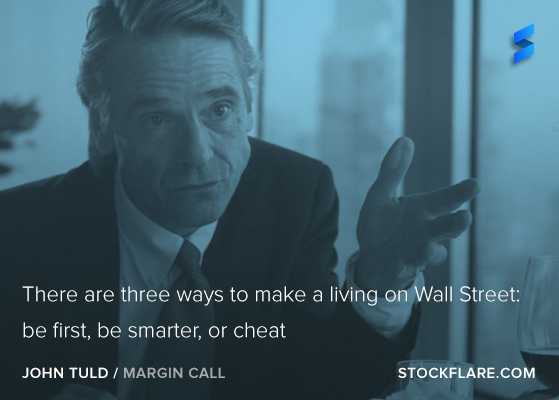 There are three ways to make a living on Wall Street:
be first, be smarter, or cheat
JOHN TULD / MARGIN CALL
STOCKFLARE.COM